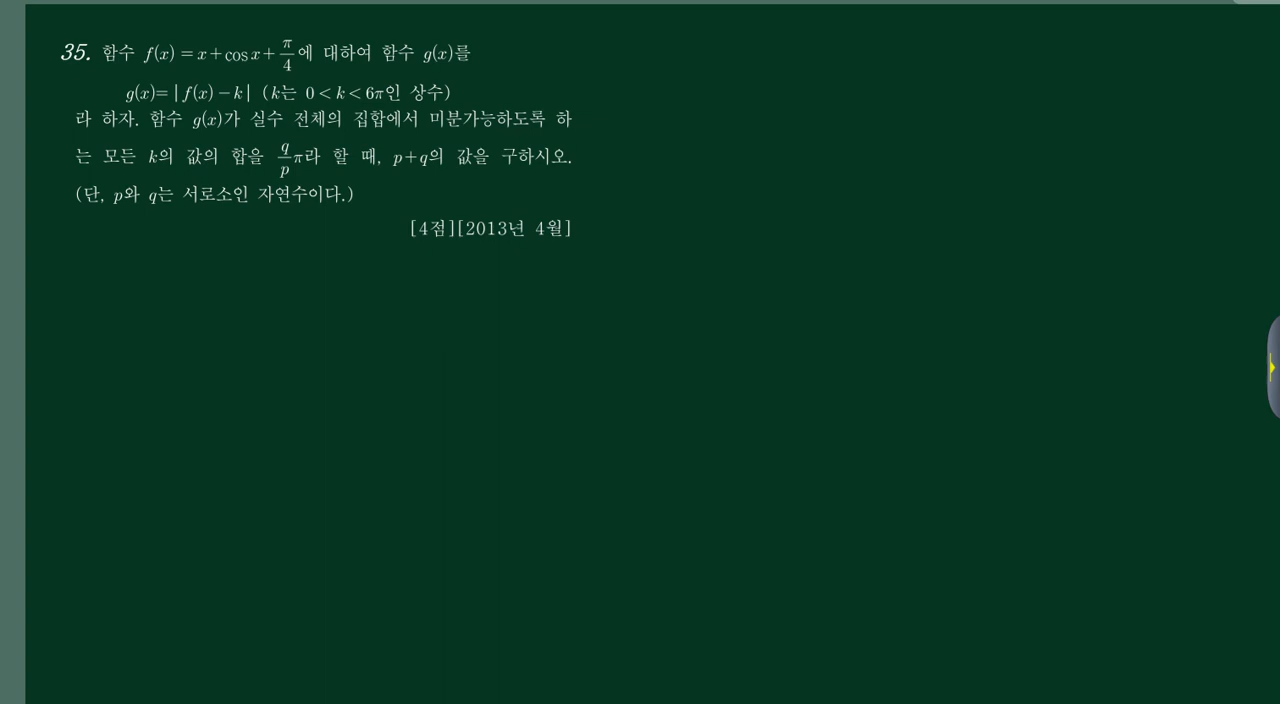 35. 함수 f(x) = x + cos x + π/4 에 대하여 함수 g(x)를
g(x)= | f(x) − k | (k는 0 < k < 6π인 상수)
라 하자. 함수 g(x)가 실수 전체의 집합에서 미분가능하도록 하
는 모든 k의 값의 합을 q/p π라 할 때, p+q의 값을 구하시오.
(단, p와 q는 서로소인 자연수이다.)
[4점][2013년 4월]